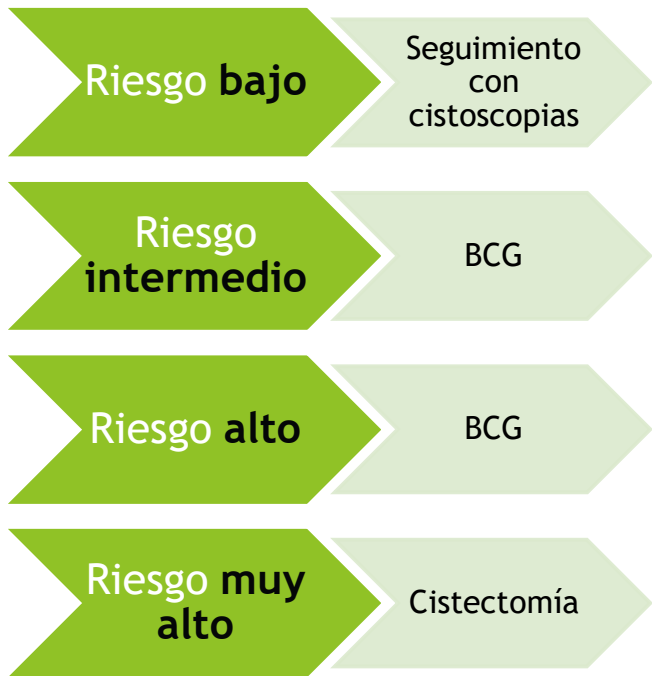 Riesgo bajo
Seguimiento
con
cistoscopias
Riesgo
intermedio
BCG
Riesgo alto
BCG
Riesgo muy
alto
Cistectomía